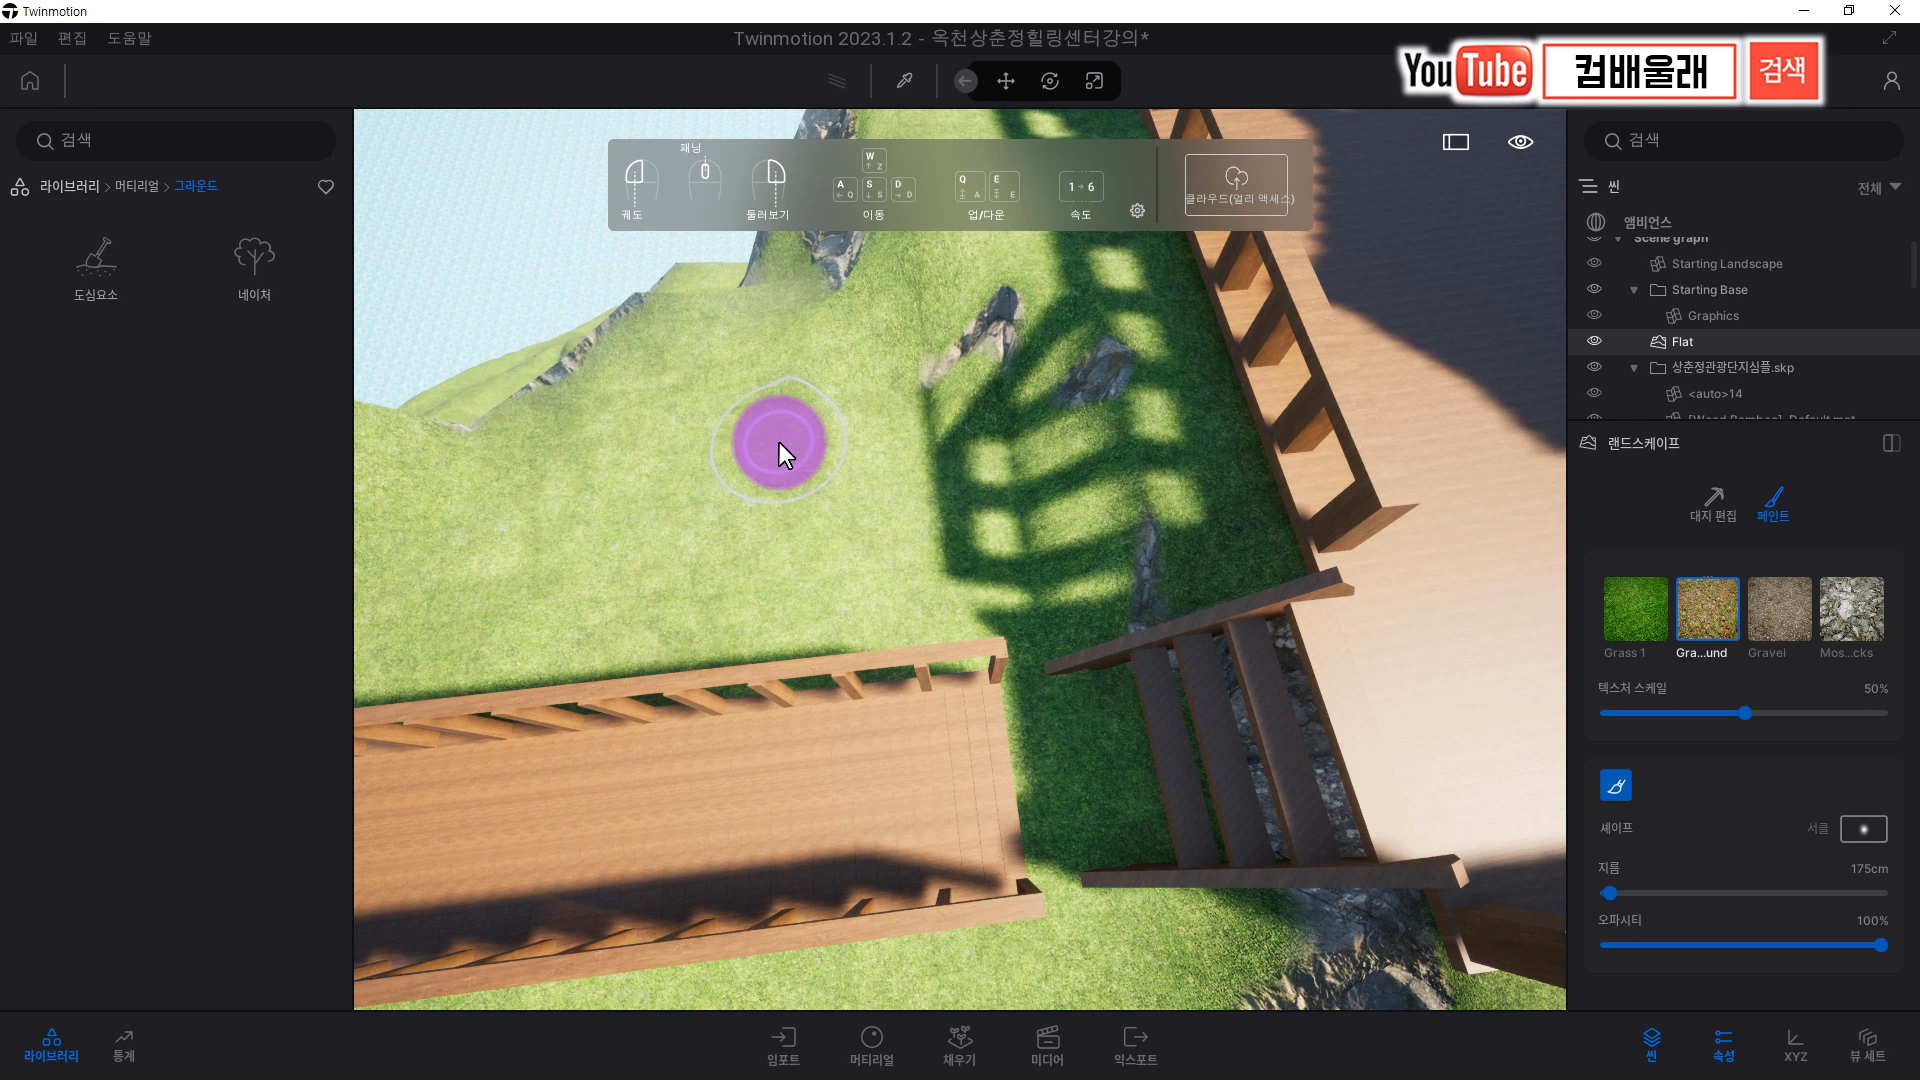 Twinmotion
파일 편집 도움말
Twinmotion 2023.1.2 - 옥천상춘정힐링센터강의*
YouTube 컴배울래 검색
검색
라이브러리 > 머티리얼 > 그라운드
도심요소
네이처
패닝
궤도
둘러보기
W
↑ Z
A
← Q
S
↓ S
D
→ D
이동
Q
↕ A
E
↕ E
업/다운
1 → 6
속도
클라우드(얼리 액세스)
검색
씬
전체
앰비언스
Scene graph
Starting Landscape
Starting Base
Graphics
Flat
상춘정관광단지심플.skp
<auto>14
[Wood Bamboo]_Default mat
랜드스케이프
대지 편집
페인트
Grass 1
Gra...und
Gravel
Mos...cks
텍스처 스케일 50%
셰이프 서클
지름 175cm
오파시티 100%
라이브러리
통계
임포트
머티리얼
채우기
미디어
익스포트
씬
속성
XYZ
뷰 세트